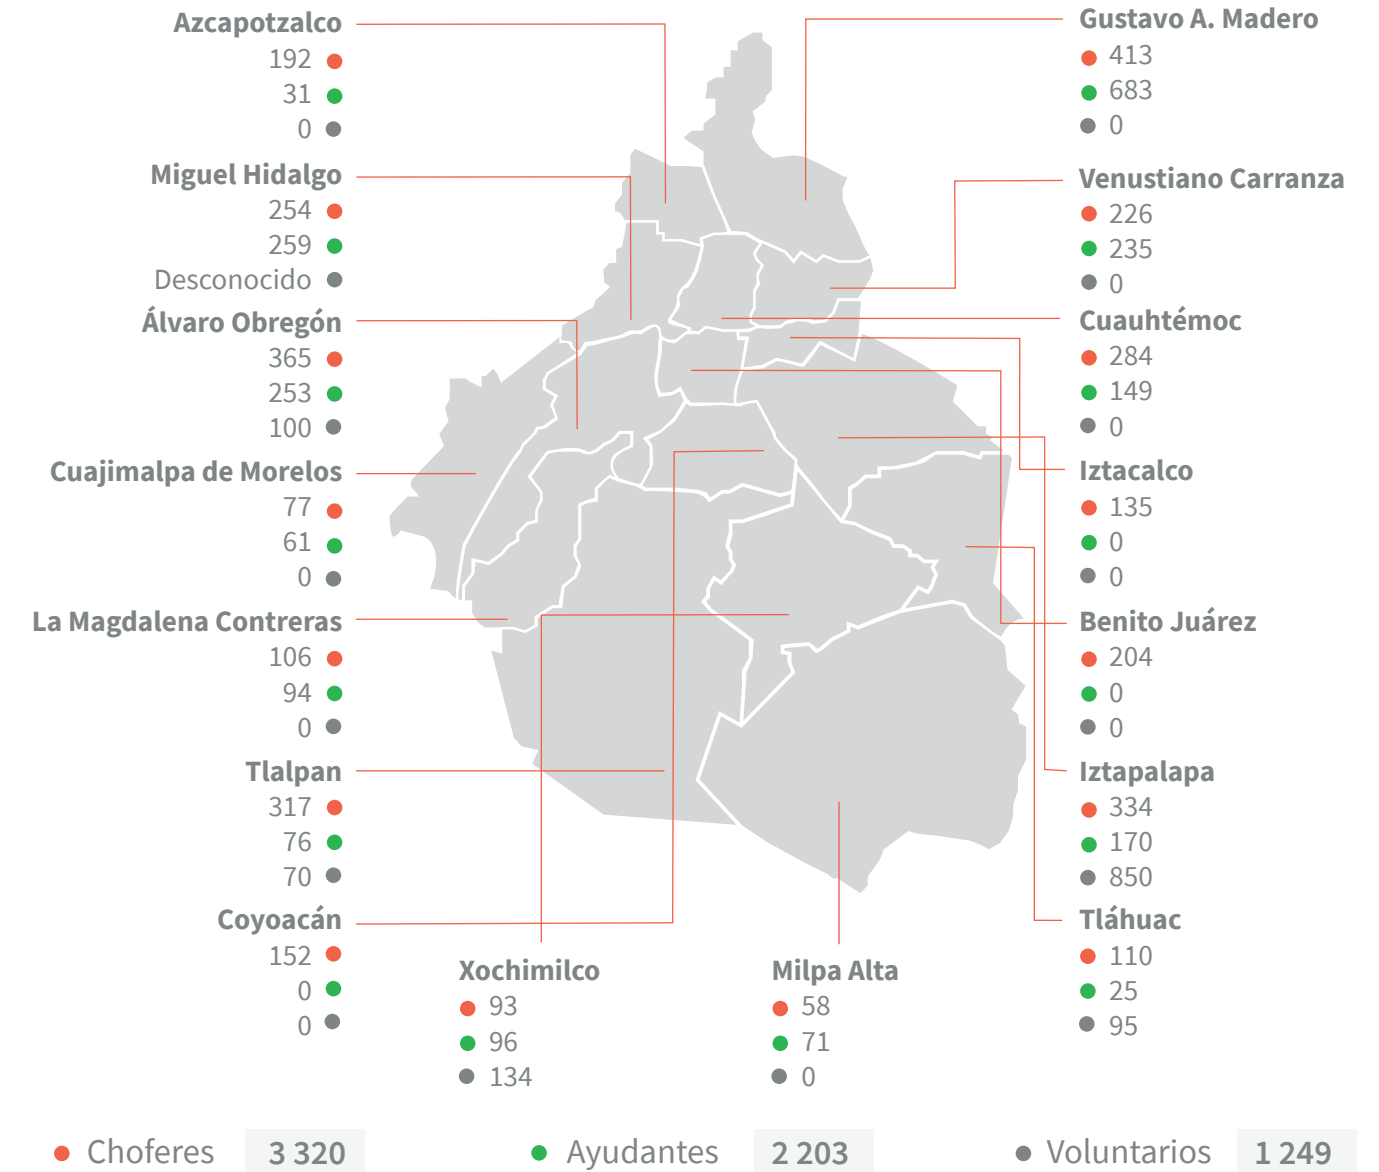 Azcapotzalco
192
31
0
Miguel Hidalgo
254
259
Desconocido
Álvaro Obregón
365
253
100
Cuajimalpa de Morelos
77
61
0
La Magdalena Contreras
106
94
0
Tlalpan
317
76
70
Coyoacán
152
0
0
Xochimilco
93
96
134
Milpa Alta
58
71
0
Gustavo A. Madero
413
683
0
Venustiano Carranza
226
235
0
Cuauhtémoc
284
149
0
Iztacalco
135
0
0
Benito Juárez
204
0
0
Iztapalapa
334
170
850
Tláhuac
110
25
95
Choferes 3 320
Ayudantes 2 203
Voluntarios 1 249